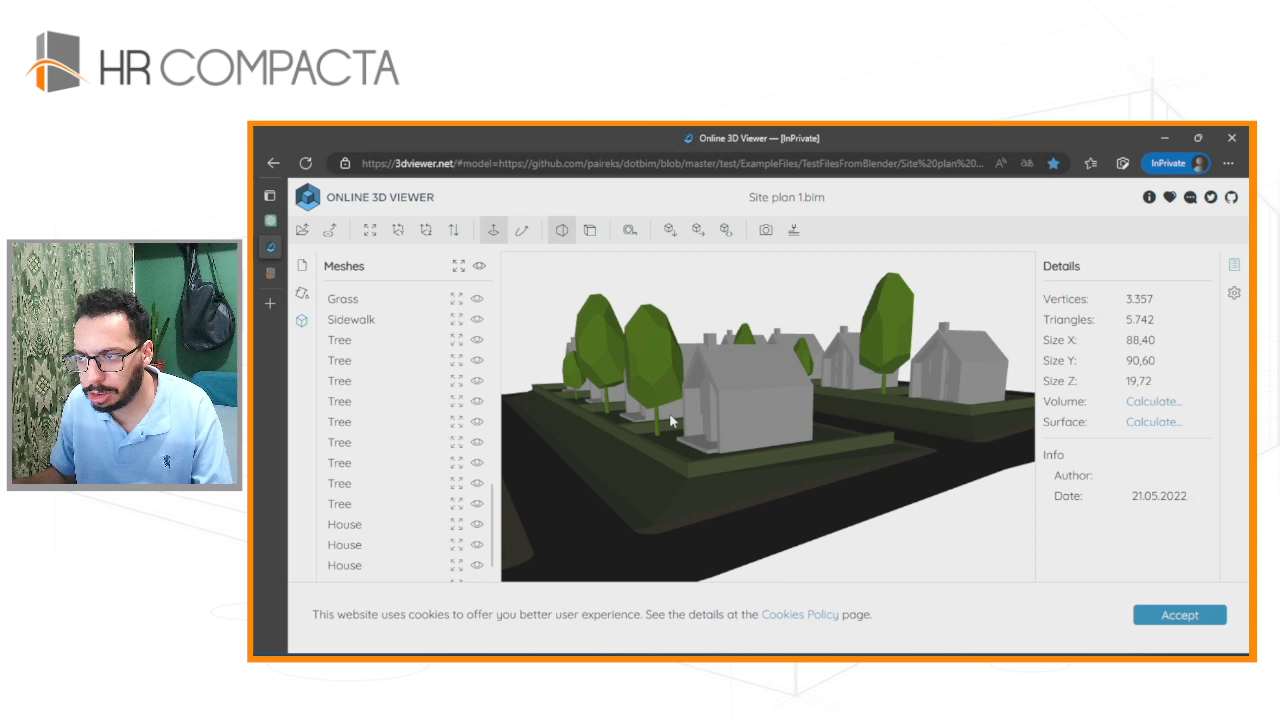 HR COMPACTA
Online 3D Viewer — [InPrivate]
https://3dviewer.net/#model=https://github.com/paireks/dotbim/blob/master/test/ExampleFiles/TestFilesFromBlender/Site%20plan%20...
InPrivate
ONLINE 3D VIEWER
Site plan 1.bim
Meshes
Grass
Sidewalk
Tree
Tree
Tree
Tree
Tree
Tree
Tree
Tree
Tree
House
House
House
Details
Vertices: 3.357
Triangles: 5.742
Size X: 88,40
Size Y: 90,60
Size Z: 19,72
Volume: Calculate...
Surface: Calculate...
Info
Author:
Date: 21.05.2022
This website uses cookies to offer you better user experience. See the details at the Cookies Policy page.
Accept